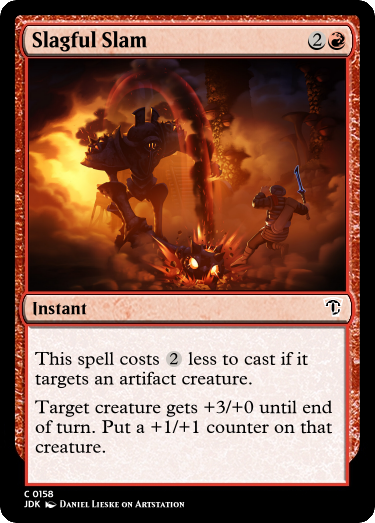 Slagful Slam 2
Instant
This spell costs 2 less to cast if it
targets an artifact creature.
Target creature gets +3/+0 until end
of turn. Put a +1/+1 counter on that
creature.
C 0158
JDK Daniel Lieske on Artstation